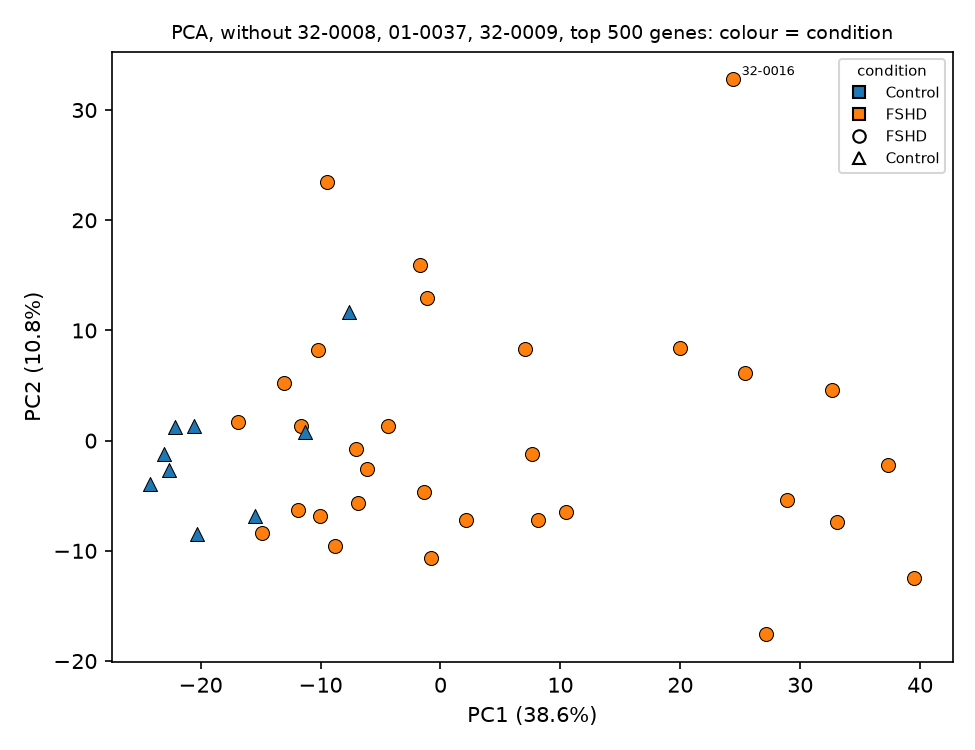 PCA, without 32-0008, 01-0037, 32-0009, top 500 genes: colour = condition
32-0016
condition
Control
FSHD
FSHD
Control
30
20
10
0
−10
−20
PC2 (10.8%)
−20 −10 0 10 20 30 40
PC1 (38.6%)